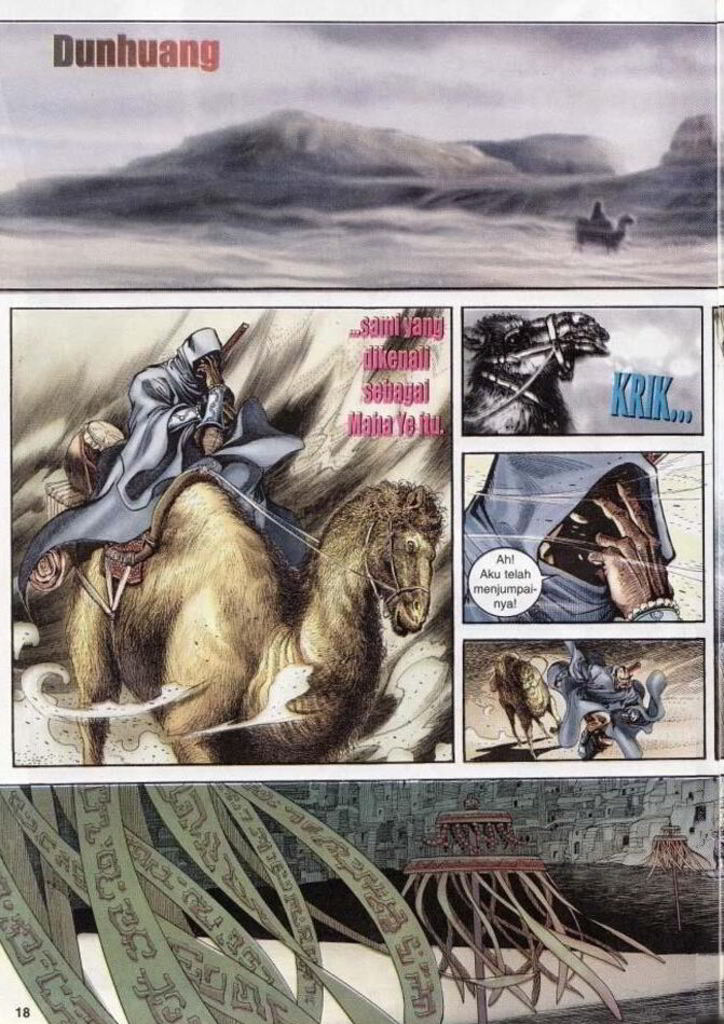 Dunhuang
...sami yang
dikenali
sebagai
Maha Ye itu.
KRIK...
Ah!
Aku telah
menjumpai-
nya!
18